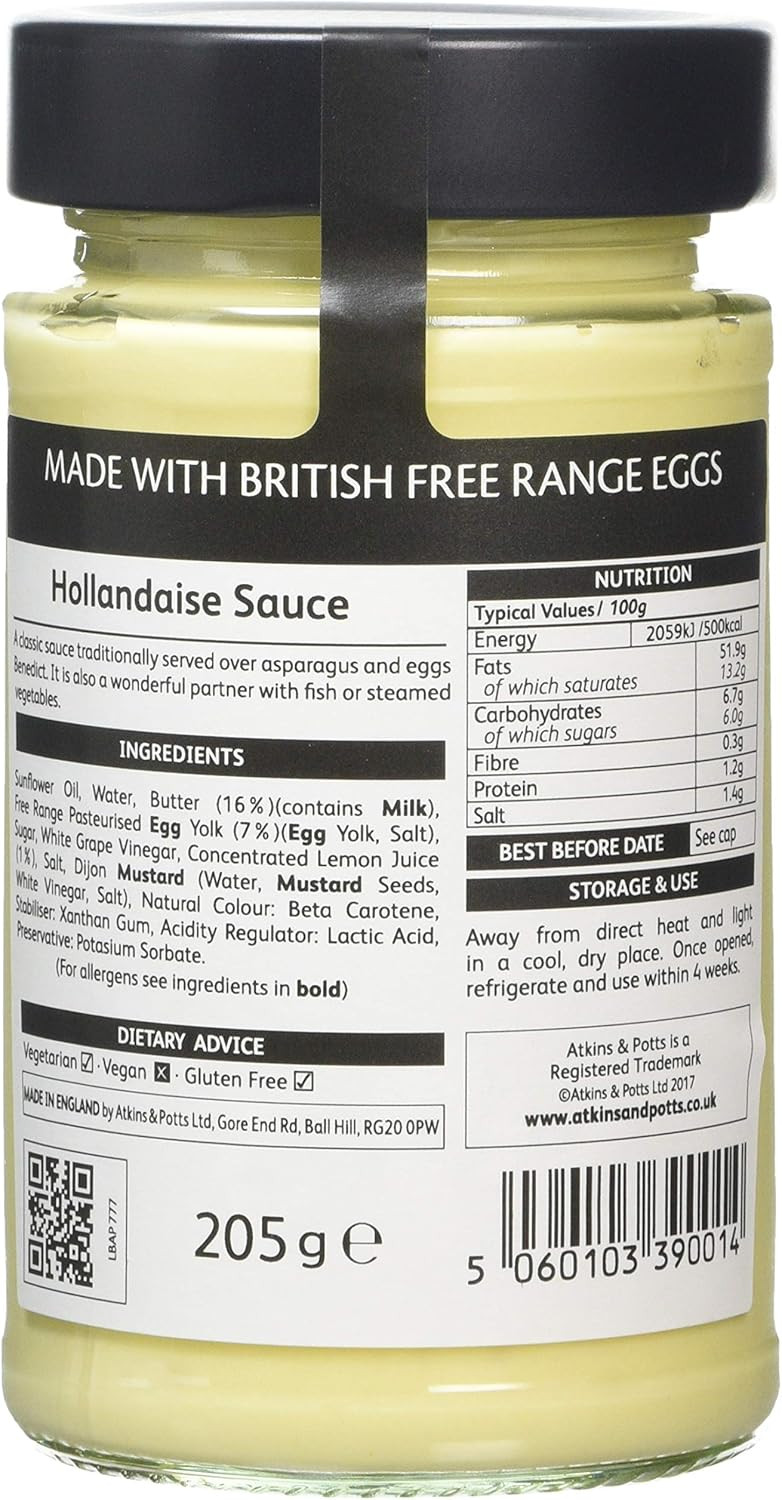 MADE WITH BRITISH FREE RANGE EGGS
Hollandaise Sauce
A classic sauce traditionally served over asparagus and eggs
Benedict. It is also a wonderful partner with fish or steamed
vegetables.
INGREDIENTS
Sunflower Oil, Water, Butter (16%)(contains Milk),
Free Range Pasteurised Egg Yolk (7%)(Egg Yolk, Salt),
Sugar, White Grape Vinegar, Concentrated Lemon Juice
(1%), Salt, Dijon Mustard (Water, Mustard Seeds,
White Vinegar, Salt), Natural Colour: Beta Carotene,
Stabiliser: Xanthan Gum, Acidity Regulator: Lactic Acid,
Preservative: Potasium Sorbate.
(For allergens see ingredients in bold)
DIETARY ADVICE
Vegetarian ☑ · Vegan ☒ · Gluten Free ☑
MADE IN ENGLAND by Atkins & Potts Ltd, Gore End Rd, Ball Hill, RG20 0PW
LBAP777
205g ℮
NUTRITION
Typical Values/ 100g
Energy 2059kJ/500kcal
Fats 51.9g
of which saturates 13.2g
Carbohydrates 6.7g
of which sugars 6.0g
Fibre 0.3g
Protein 1.2g
Salt 1.4g
BEST BEFORE DATE See cap
STORAGE & USE
Away from direct heat and light
in a cool, dry place. Once opened,
refrigerate and use within 4 weeks.
Atkins & Potts is a
Registered Trademark
©Atkins & Potts Ltd 2017
www.atkinsandpotts.co.uk
5 060103 390014